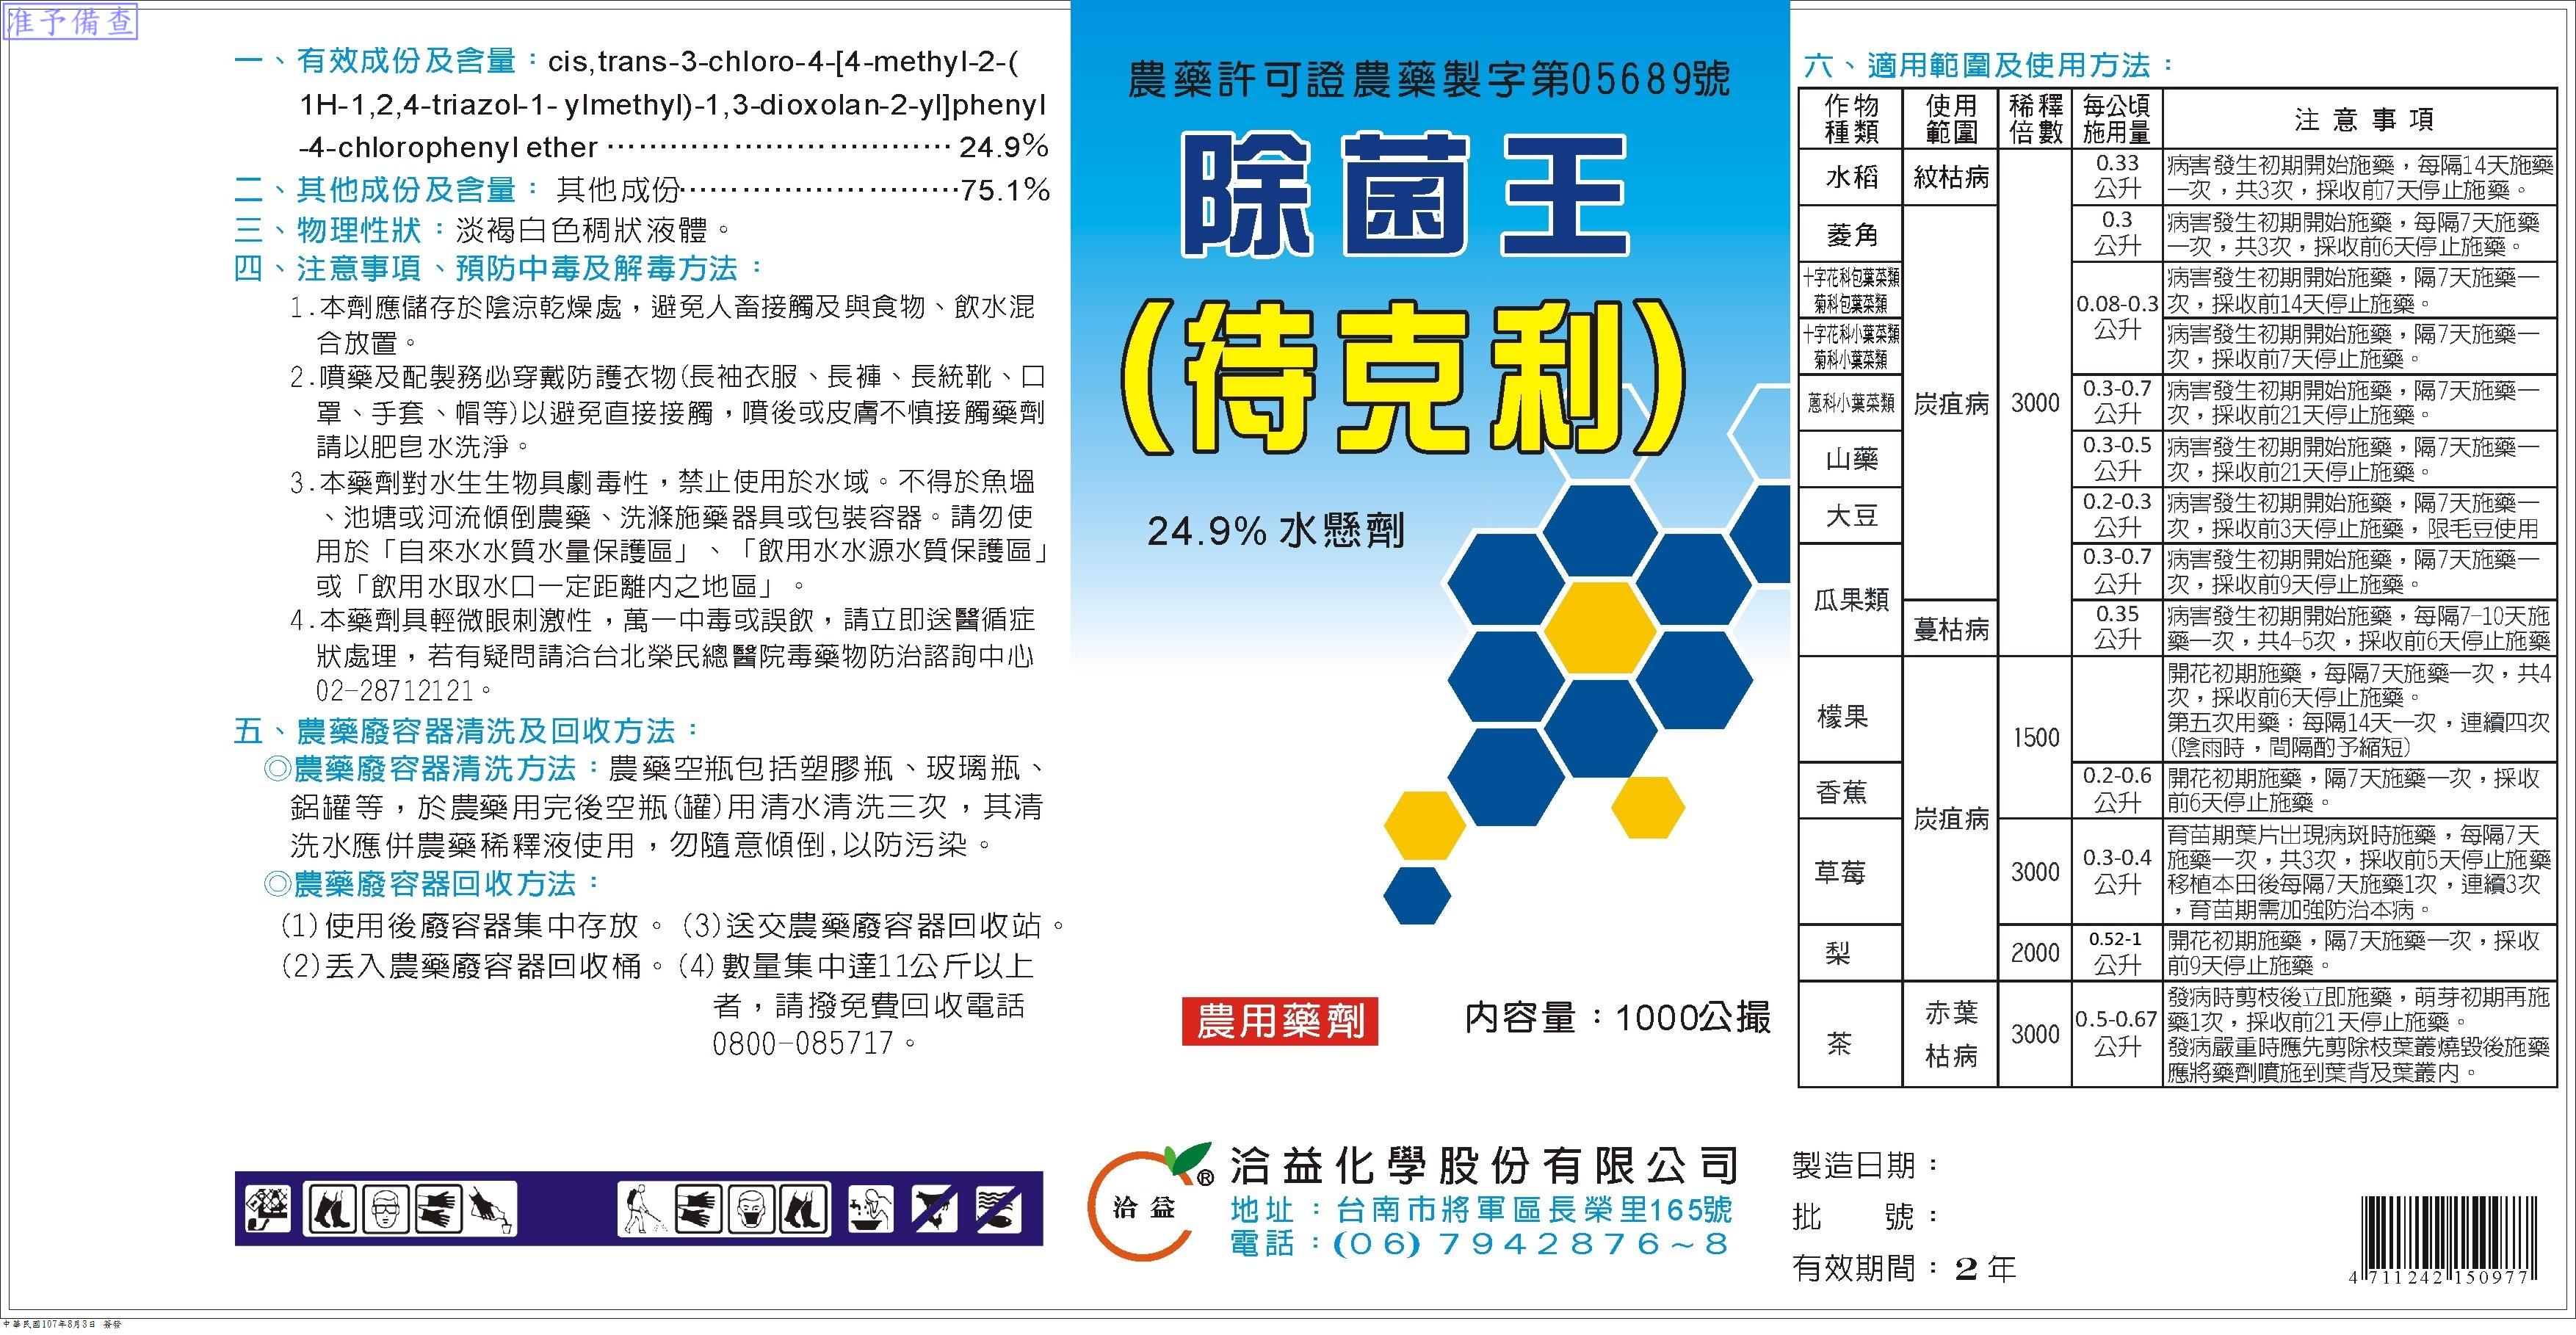 准予備查
一、有效成份及含量：cis,trans-3-chloro-4-[4-methyl-2-(
1H-1,2,4-triazol-1- ylmethyl)-1,3-dioxolan-2-yl]phenyl
-4-chlorophenyl ether ································· 24.9%
二、其他成份及含量： 其他成份···························75.1%
三、物理性狀：淡褐白色稠狀液體。
四、注意事項、預防中毒及解毒方法：
1.本劑應儲存於陰涼乾燥處，避免人畜接觸及與食物、飲水混
合放置。
2.噴藥及配製務必穿戴防護衣物(長袖衣服、長褲、長統靴、口
罩、手套、帽等)以避免直接接觸，噴後或皮膚不慎接觸藥劑
請以肥皂水洗淨。
3.本藥劑對水生生物具劇毒性，禁止使用於水域。不得於魚塭
、池塘或河流傾倒農藥、洗滌施藥器具或包裝容器。請勿使
用於「自來水水質水量保護區」、「飲用水水源水質保護區」
或「飲用水取水口一定距離內之地區」。
4.本藥劑具輕微眼刺激性，萬一中毒或誤飲，請立即送醫循症
狀處理，若有疑問請洽台北榮民總醫院毒藥物防治諮詢中心
02-28712121。
五、農藥廢容器清洗及回收方法：
◎農藥廢容器清洗方法：農藥空瓶包括塑膠瓶、玻璃瓶、
鋁罐等，於農藥用完後空瓶(罐)用清水清洗三次，其清
洗水應併農藥稀釋液使用，勿隨意傾倒,以防污染。
◎農藥廢容器回收方法：
(1)使用後廢容器集中存放。 (3)送交農藥廢容器回收站。
(2)丟入農藥廢容器回收桶。 (4)數量集中達11公斤以上
者，請撥免費回收電話
0800-085717。
農藥許可證農藥製字第05689號
除菌王
(待克利)
24.9% 水懸劑
農用藥劑
內容量：1000公撮
洽益
®
洽益化學股份有限公司
地址：台南市將軍區長榮里165號
電話：(06) 7942876~8
六、適用範圍及使用方法：
作物種類 使用範圍 稀釋倍數 每公頃施用量 注意事項
水稻 紋枯病 3000 0.33公升
病害發生初期開始施藥，每隔14天施藥
一次，共3次，採收前7天停止施藥。
菱角 炭疽病 0.3公升
病害發生初期開始施藥，每隔7天施藥
一次，共3次，採收前6天停止施藥。
十字花科包葉菜類
菊科包葉菜類
0.08-0.3公升
病害發生初期開始施藥，隔7天施藥一
次，採收前14天停止施藥。
十字花科小葉菜類
菊科小葉菜類
病害發生初期開始施藥，隔7天施藥一
次，採收前7天停止施藥。
蔥科小葉菜類 0.3-0.7公升
病害發生初期開始施藥，隔7天施藥一
次，採收前21天停止施藥。
山藥 0.3-0.5公升
病害發生初期開始施藥，隔7天施藥一
次，採收前21天停止施藥。
大豆 0.2-0.3公升
病害發生初期開始施藥，隔7天施藥一
次，採收前3天停止施藥，限毛豆使用
瓜果類 0.3-0.7公升
病害發生初期開始施藥，隔7天施藥一
次，採收前9天停止施藥。
蔓枯病 0.35公升
病害發生初期開始施藥，每隔7-10天施
藥一次，共4-5次，採收前6天停止施藥
檬果 炭疽病 1500
開花初期施藥，每隔7天施藥一次，共4
次，採收前6天停止施藥。
第五次用藥：每隔14天一次，連續四次
(陰雨時，間隔酌予縮短)
香蕉 0.2-0.6公升
開花初期施藥，隔7天施藥一次，採收
前6天停止施藥。
草莓 3000 0.3-0.4公升
育苗期葉片出現病斑時施藥，每隔7天
施藥一次，共3次，採收前5天停止施藥
移植本田後每隔7天施藥1次，連續3次
，育苗期需加強防治本病。
梨 2000 0.52-1公升
開花初期施藥，隔7天施藥一次，採收
前9天停止施藥。
茶 赤葉枯病 3000 0.5-0.67公升
發病時剪枝後立即施藥，萌芽初期再施
藥1次，採收前21天停止施藥。
發病嚴重時應先剪除枝葉叢燒毀後施藥
應將藥劑噴施到葉背及葉叢內。
製造日期：
批　　號：
有效期間：2年
4 711242 150977
中華民國107年8月3日 簽發